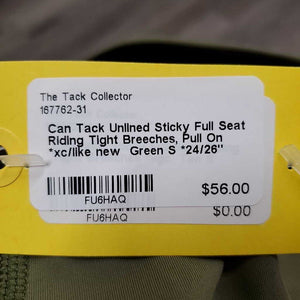 The Tack Collector
167762-31
Can Tack Unlined Sticky Full Seat
Riding Tight Breeches, Pull On
*xc/like new Green S *24/26"
$56.00
FU6HAQ
$0.00
FU6HAQ